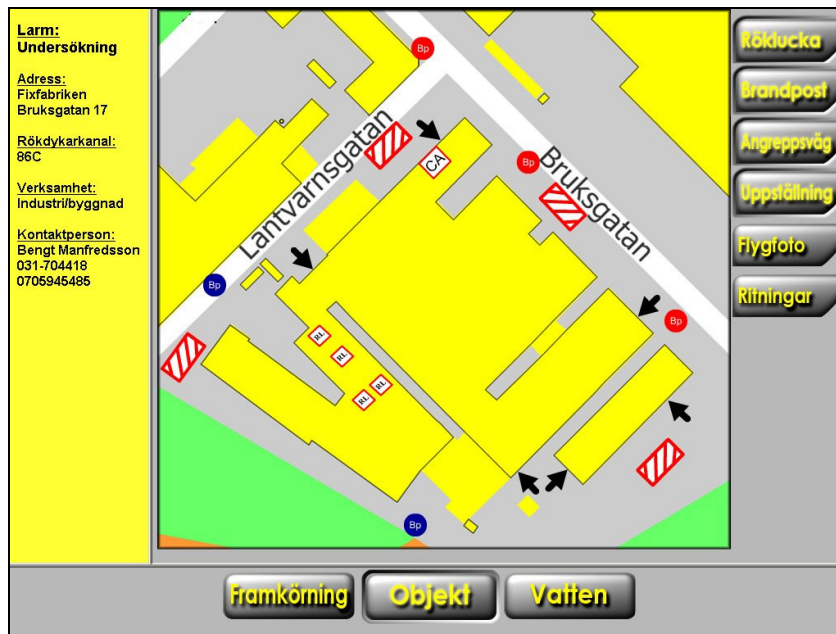 Larm:
Undersökning
Adress:
Fixfabriken
Bruksgatan 17
Rökdykarkanal:
86C
Verksamhet:
Industri/byggnad
Kontaktperson:
Bengt Manfredsson
031-704418
0705945485
Bp
Lantvarnsgatan
CA
Bp
Bruksgatan
Bp
Bp
RL
RL
RL
RL
Bp
Röklucka
Brandpost
Angreppsväg
Uppställning
Flygfoto
Ritningar
Framkörning
Objekt
Vatten